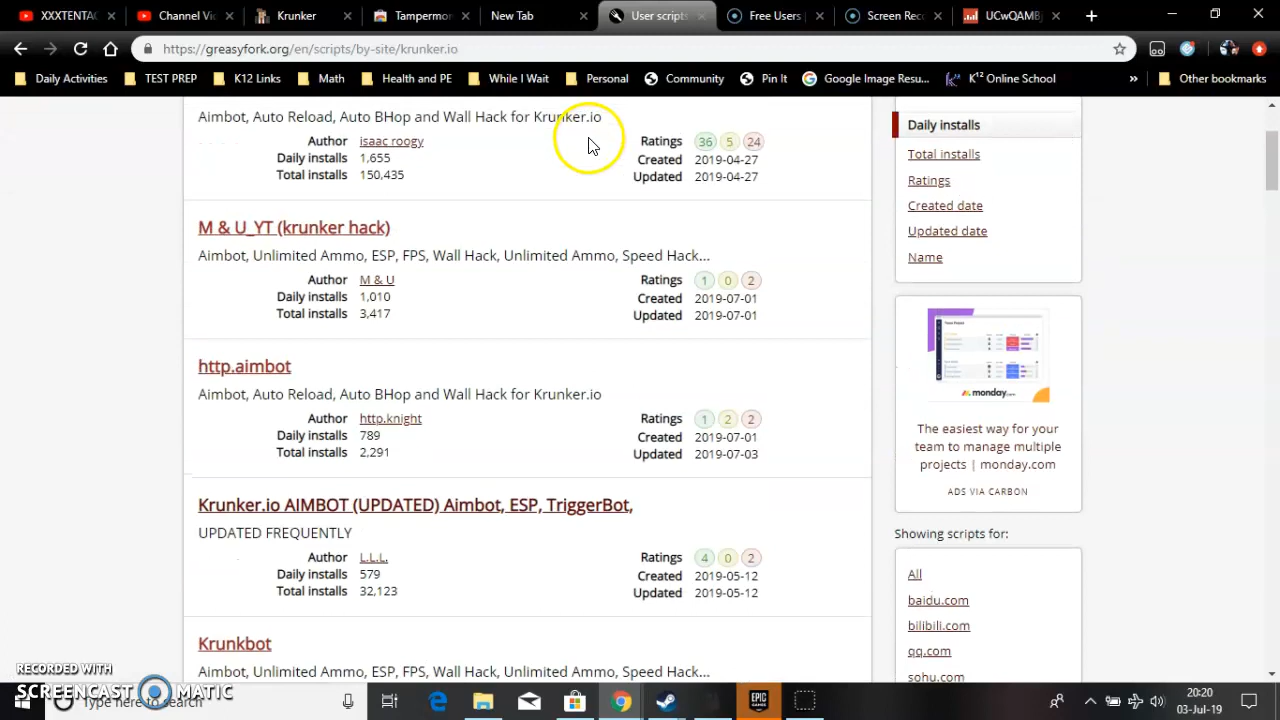 XXXTENTAC
Channel Vi
Krunker
Tampermon
New Tab
User scripts
Free Users
Screen Rec
UCwQAMB
https://greasyfork.org/en/scripts/by-site/krunker.io
Daily Activities
TEST PREP
K12 Links
Math
Health and PE
While I Wait
Personal
Community
Pin It
Google Image Resu...
K¹² Online School
»
Other bookmarks
Aimbot, Auto Reload, Auto BHop and Wall Hack for Krunker.io
Author isaac roogy
Daily installs 1,655
Total installs 150,435
Ratings 36 5 24
Created 2019-04-27
Updated 2019-04-27
M & U_YT (krunker hack)
Aimbot, Unlimited Ammo, ESP, FPS, Wall Hack, Unlimited Ammo, Speed Hack...
Author M & U
Daily installs 1,010
Total installs 3,417
Ratings 1 0 2
Created 2019-07-01
Updated 2019-07-01
http.aimbot
Aimbot, Auto Reload, Auto BHop and Wall Hack for Krunker.io
Author http.knight
Daily installs 789
Total installs 2,291
Ratings 1 2 2
Created 2019-07-01
Updated 2019-07-03
Krunker.io AIMBOT (UPDATED) Aimbot, ESP, TriggerBot,
UPDATED FREQUENTLY
Author L.L.L.
Daily installs 579
Total installs 32,123
Ratings 4 0 2
Created 2019-05-12
Updated 2019-05-12
Krunkbot
Aimbot, Unlimited Ammo, ESP, FPS, Wall Hack, Unlimited Ammo, Speed Hack...
Daily installs
Total installs
Ratings
Created date
Updated date
Name
monday.com
The easiest way for your
team to manage multiple
projects | monday.com
ADS VIA CARBON
Showing scripts for:
All
baidu.com
bilibili.com
qq.com
sohu.com
RECORDED WITH
SCREENCAST MATIC
Type here to search
EPIC
GAMES
20:20
03-Jul-19